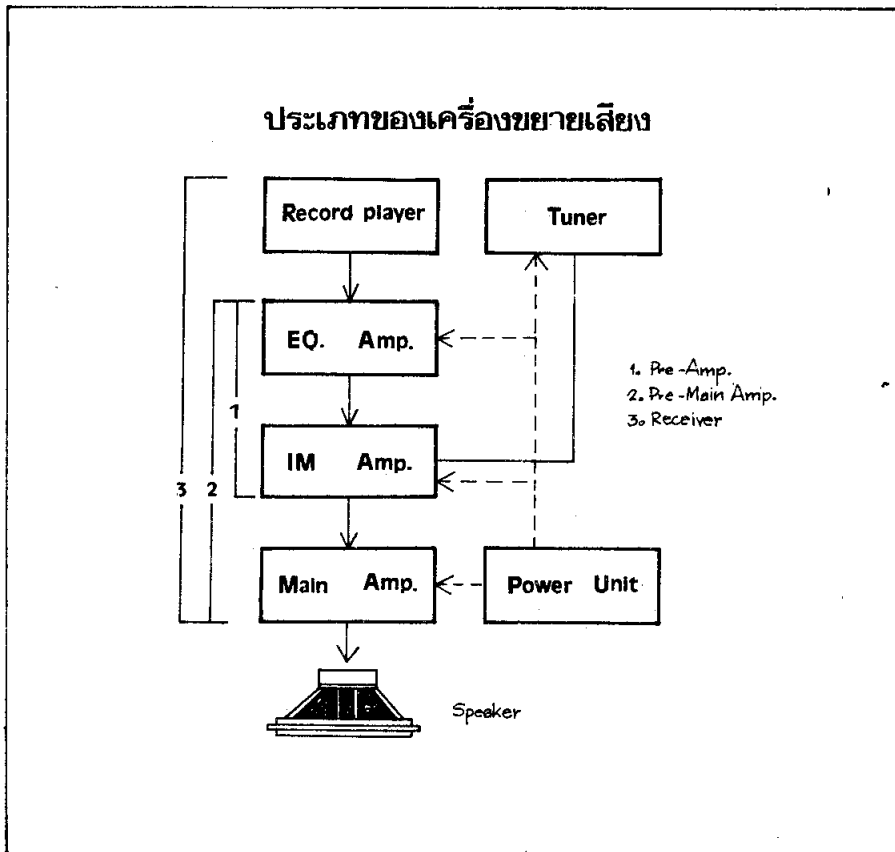 ประเภทของเครื่องขยายเสียง
Record player
Tuner
EQ. Amp.
1. Pre-Amp.
2. Pre-Main Amp.
3. Receiver
1
IM Amp.
3
2
Main Amp.
Power Unit
Speaker